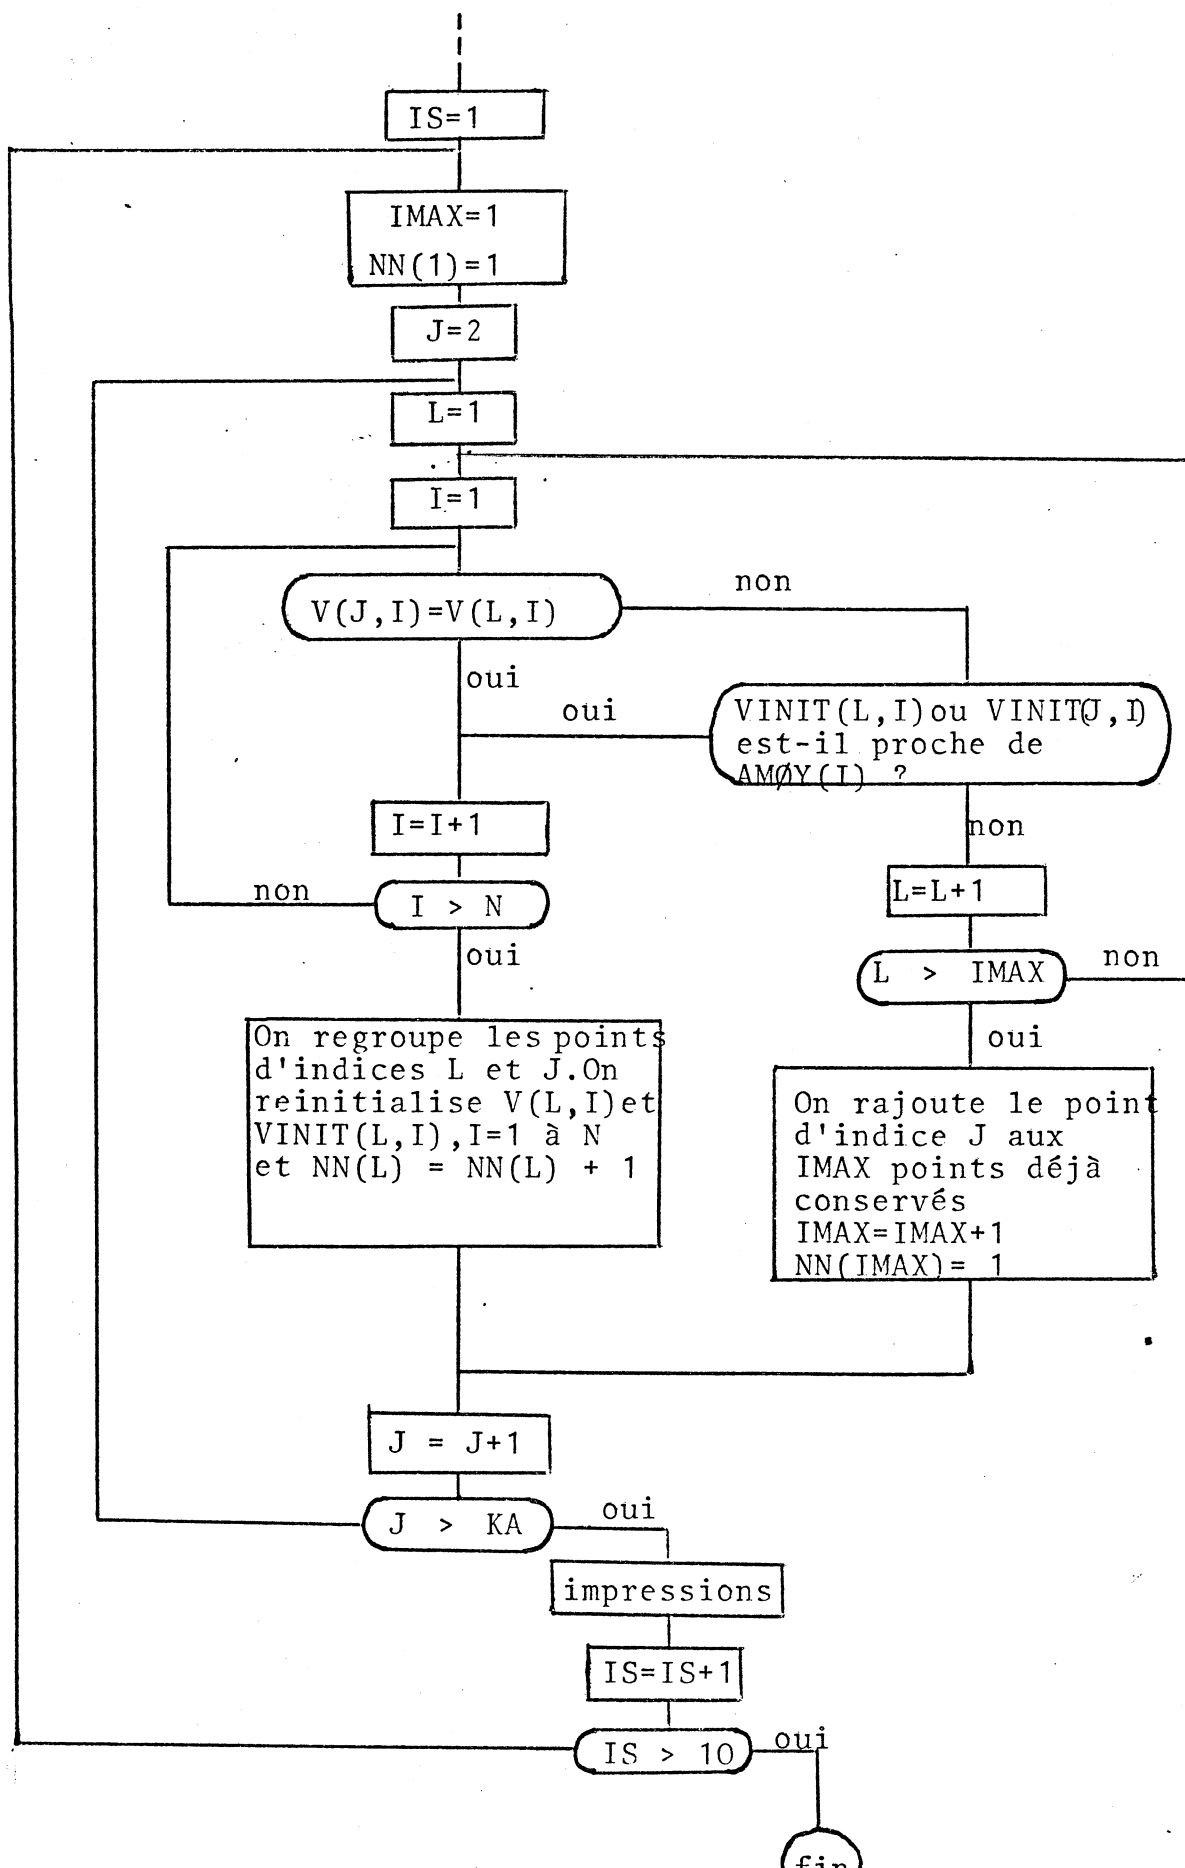 IS=1
IMAX=1
NN(1)=1
J=2
L=1
I=1
V(J,I)=V(L,I)
non
oui
oui
VINIT(L,I)ou VINIT(J,I)
est-il proche de
AMØY(I) ?
non
I=I+1
L=L+1
non
I > N
oui
L > IMAX
non
oui
On regroupe les points
d'indices L et J.On
reinitialise V(L,I)et
VINIT(L,I),I=1 à N
et NN(L) = NN(L) + 1
On rajoute le point
d'indice J aux
IMAX points déjà
conservés
IMAX=IMAX+1
NN(IMAX)= 1
J = J+1
J > KA
oui
impressions
IS=IS+1
IS > 10
oui
fin